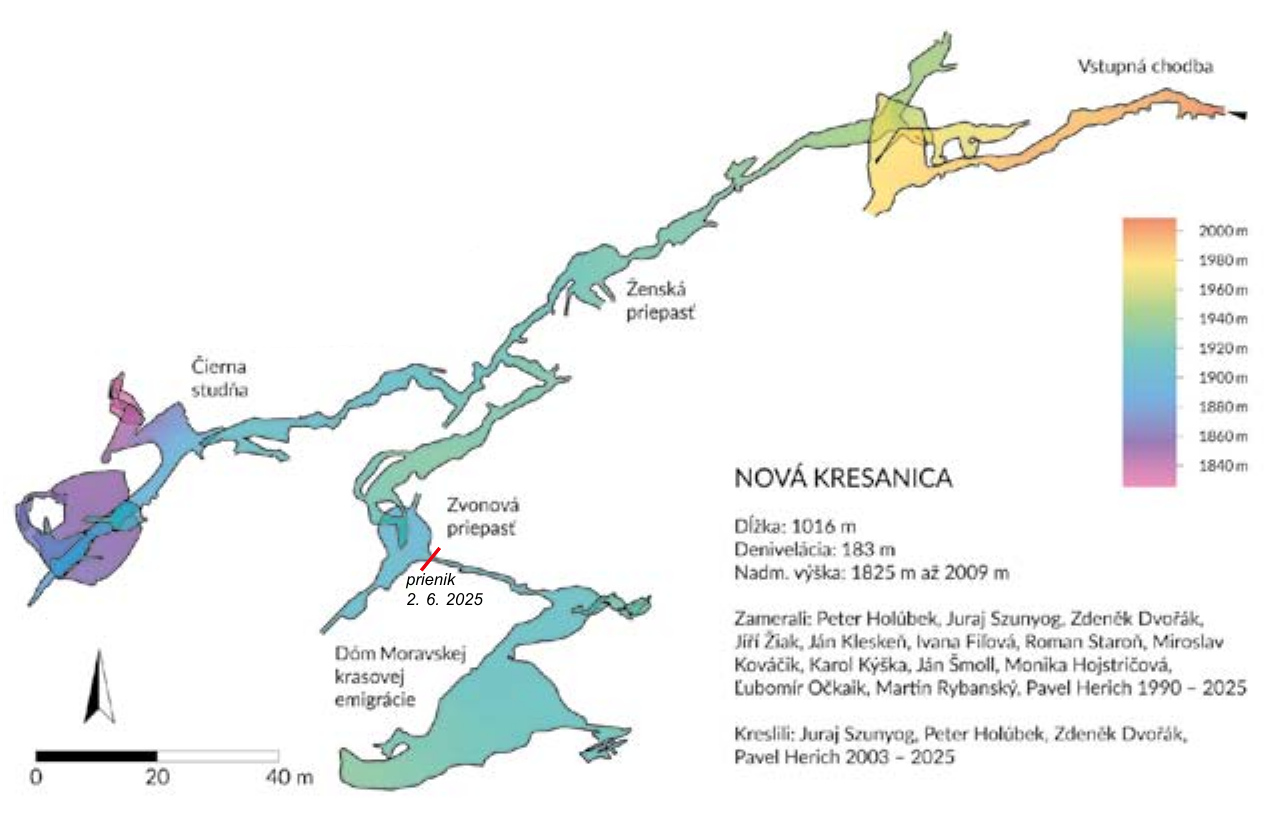 Vstupná chodba
2000 m
1980 m
1960 m
1940 m
1920 m
1900 m
1880 m
1860 m
1840 m
Ženská
priepasť
Čierna
studňa
Zvonová
priepasť
prienik
2. 6. 2025
Dóm Moravskej
krasovej
emigrácie
0 20 40 m
NOVÁ KRESANICA
Dĺžka: 1016 m
Denivelácia: 183 m
Nadm. výška: 1825 m až 2009 m
Zamerali: Peter Holúbek, Juraj Szunyog, Zdeněk Dvořák,
Jiří Žiak, Ján Kleskeň, Ivana Fiľová, Roman Staroň, Miroslav
Kováčik, Karol Kýška, Ján Šmoll, Monika Hojstričová,
Ľubomír Očkaik, Martin Rybanský, Pavel Herich 1990 – 2025
Kreslili: Juraj Szunyog, Peter Holúbek, Zdeněk Dvořák,
Pavel Herich 2003 – 2025